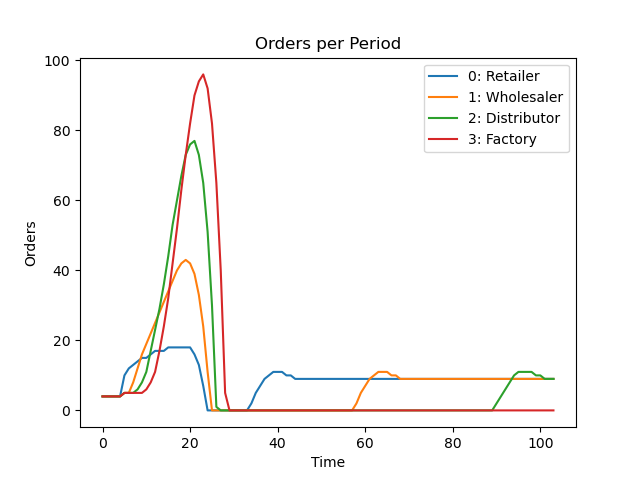 Orders per Period
100
80
60
40
20
0
Orders
0: Retailer
1: Wholesaler
2: Distributor
3: Factory
0 20 40 60 80 100
Time